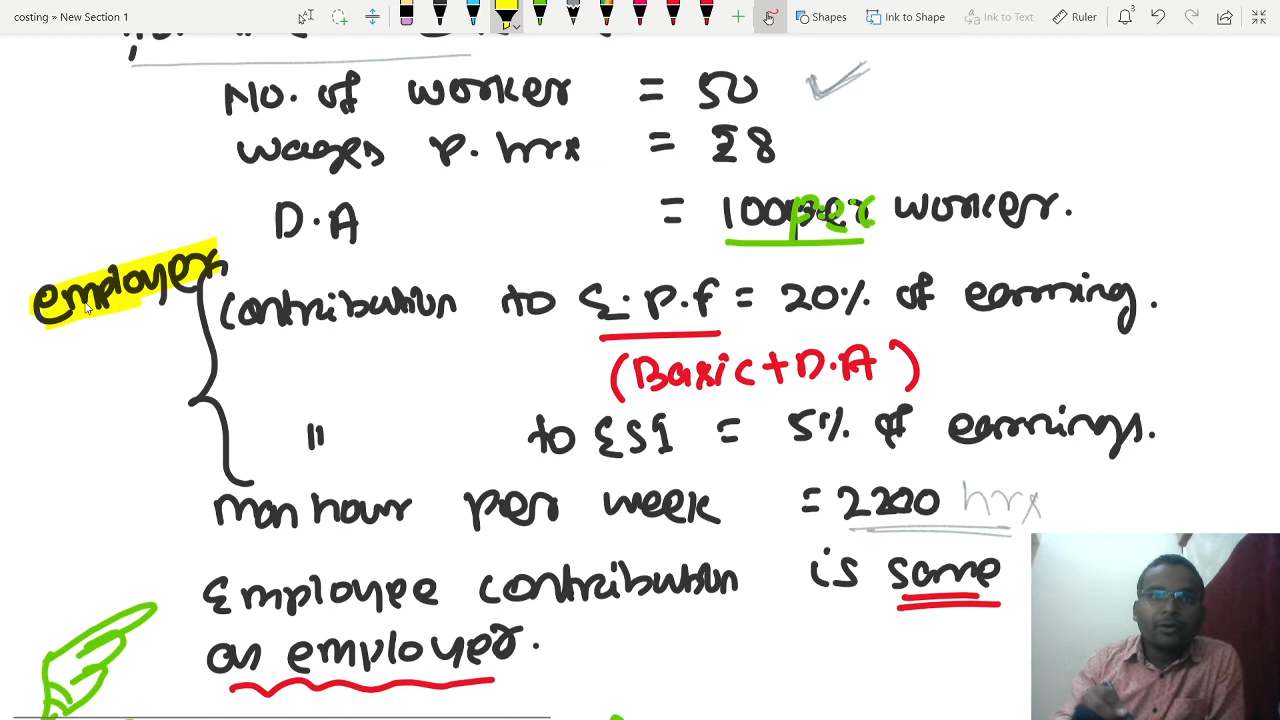 costing » New Section 1
Shapes
Ink to Shape
Ink to Text
Ruler
3
No. of worker = 50
wages p. hrs = ₹8
D.A = 100 per worker.
employer
contribution to E.P.f = 20% of earning.
(Basic + D.A)
" to ESI = 5% of earnings.
man hour per week = 2200 hrs
Employee contribution is same
as employer.